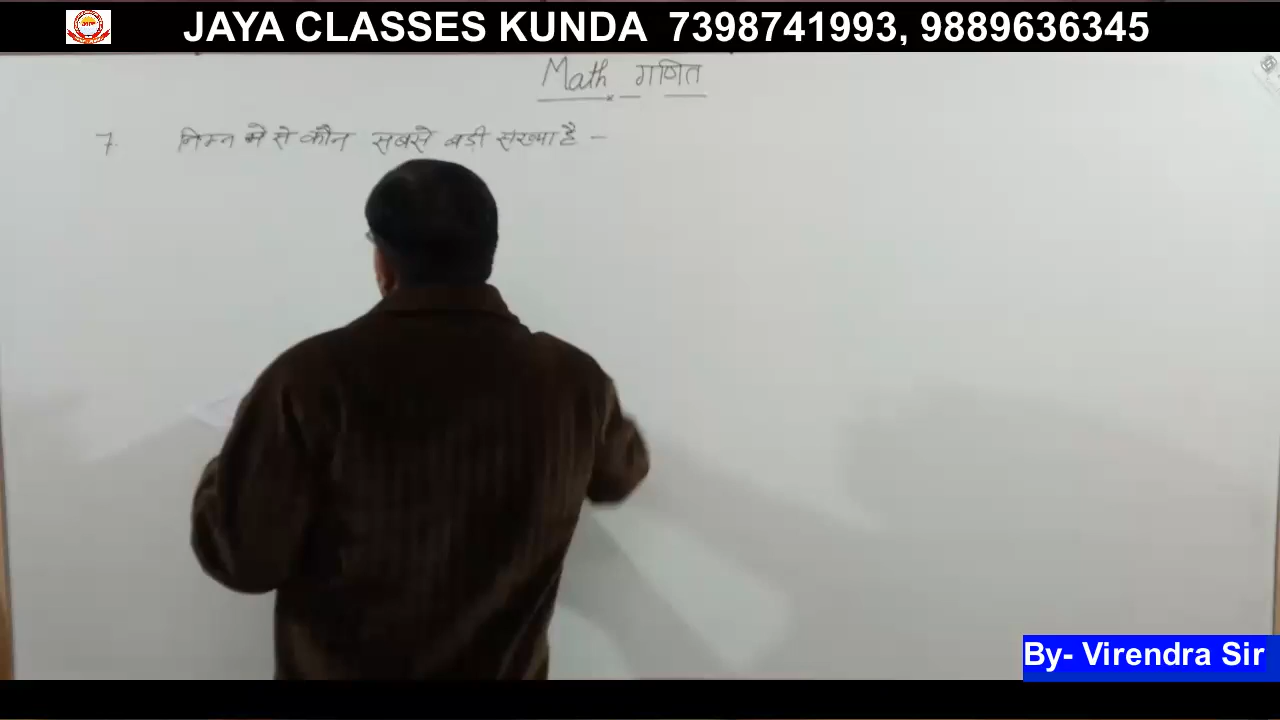 JAYA CLASSES KUNDA 7398741993, 9889636345
Math गणित
7. निम्न मे से कौन सबसे बड़ी संख्या है –
By- Virendra Sir